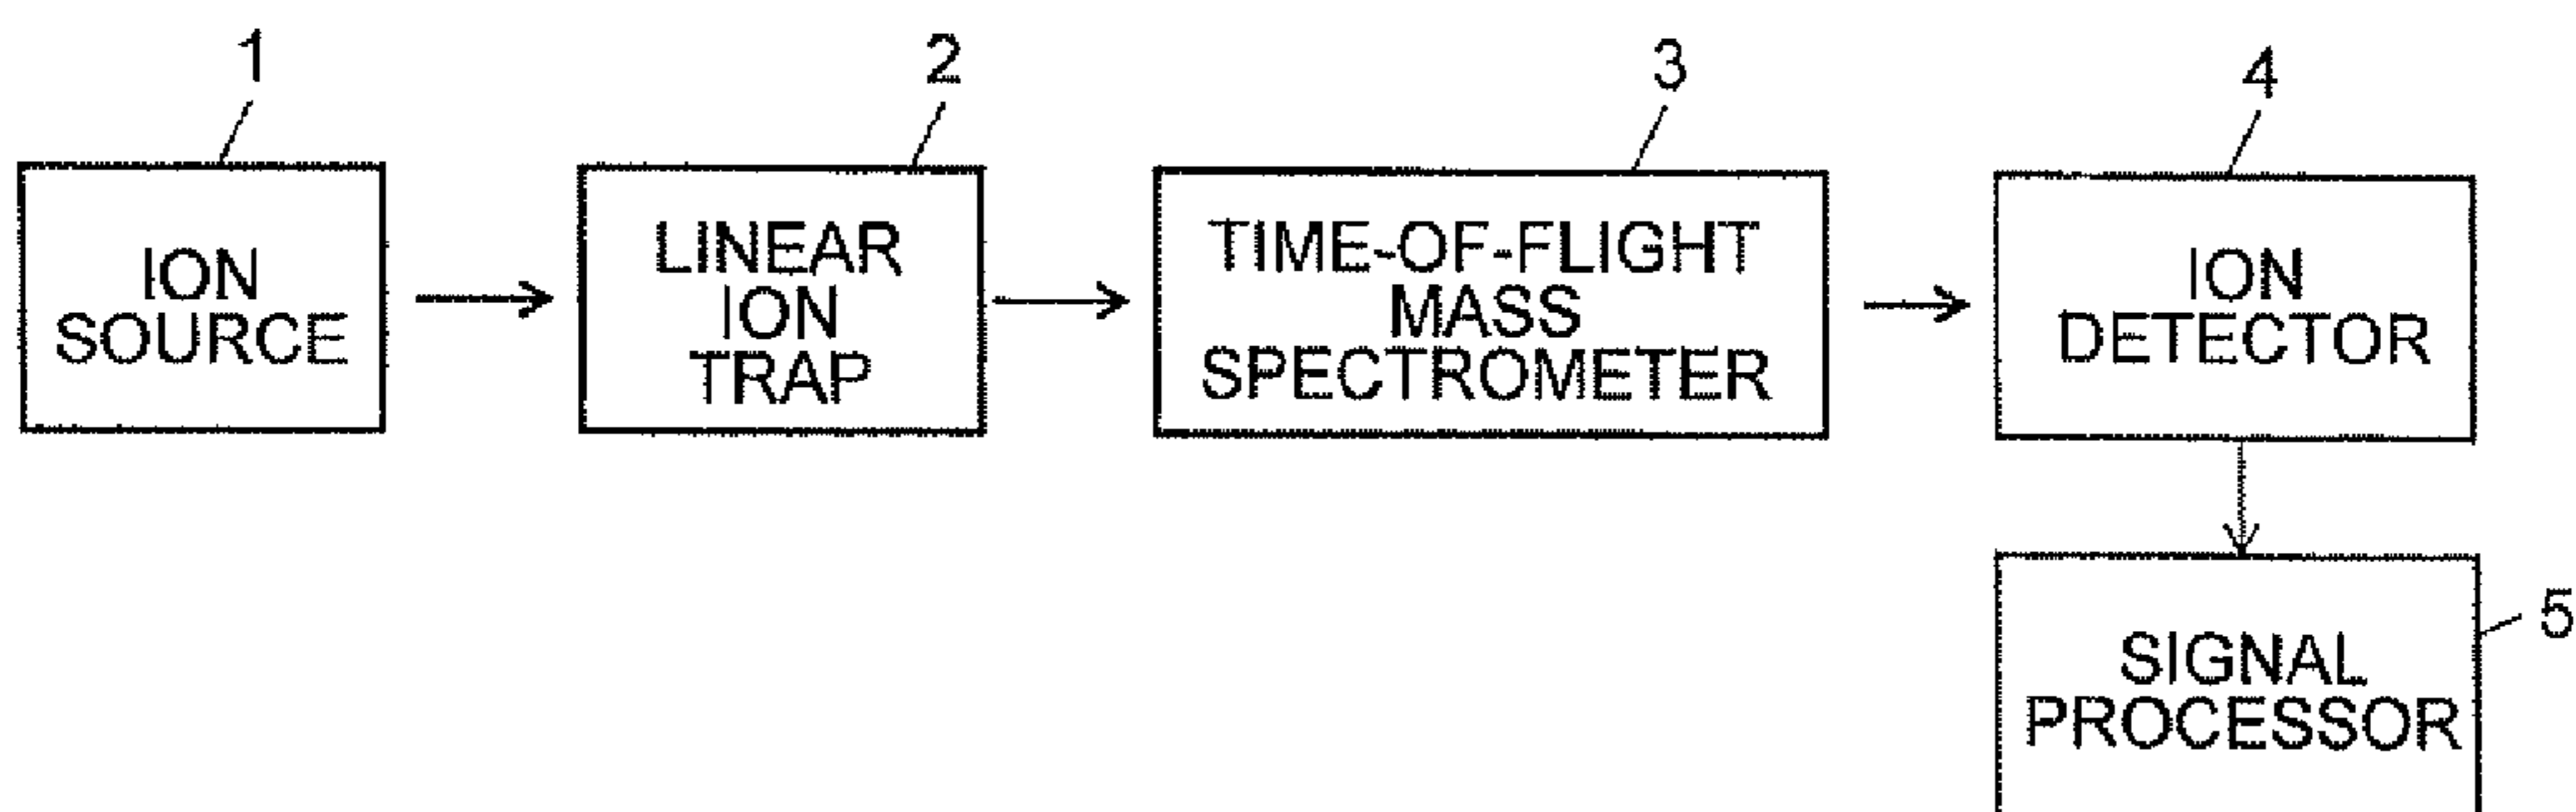 1
2
3
4
ION
SOURCE
LINEAR
ION
TRAP
TIME-OF-FLIGHT
MASS
SPECTROMETER
ION
DETECTOR
5
SIGNAL
PROCESSOR